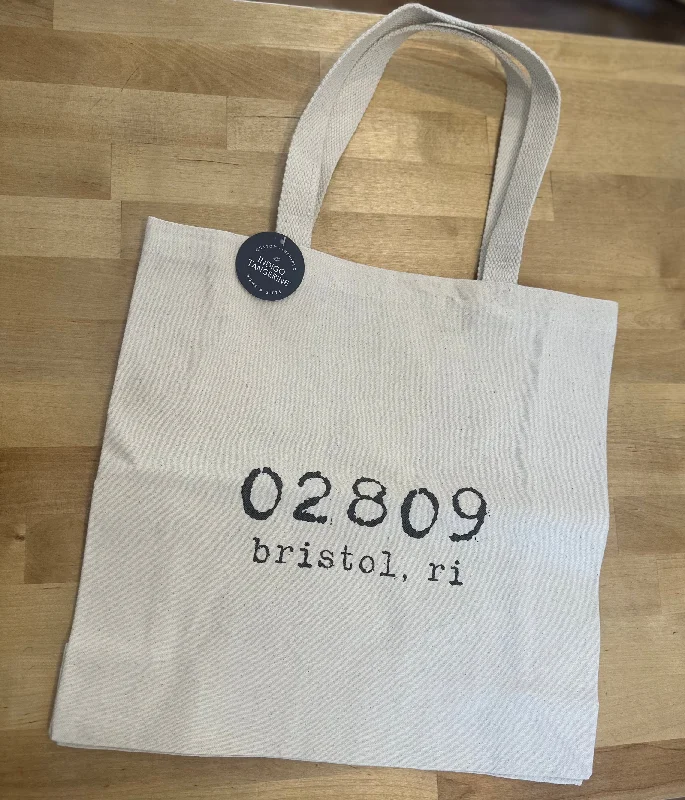 INDIGO
TANGERINE
02809
bristol, ri